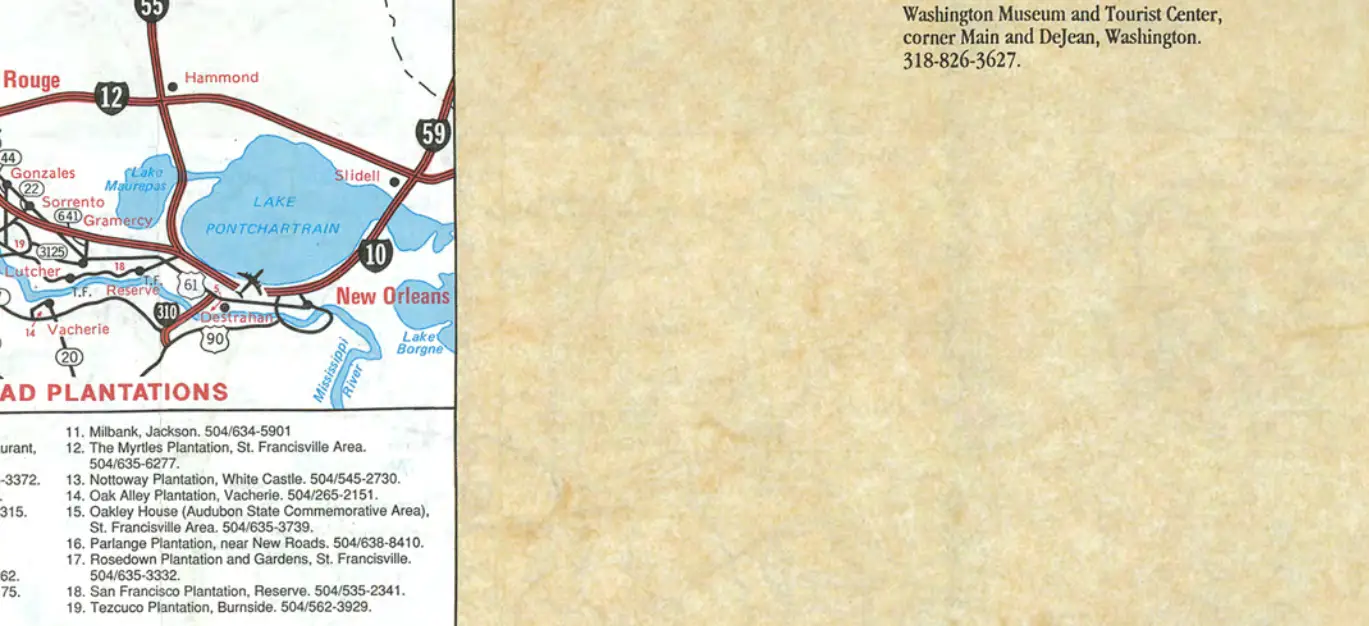 55
Washington Museum and Tourist Center,
corner Main and DeJean, Washington.
318-826-3627.
Rouge
Hammond
12
59
44
Gonzales
Lake
Maurepas
Slidell
22
Sorrento
LAKE
641
Gramercy
PONTCHARTRAIN
19
3125
10
Lutcher
18
T.F.
61
5
T.F.
Reserve
New Orleans
310
Destrahan
14
Vacherie
90
Lake
Borgne
20
Mississippi
River
AD PLANTATIONS
11. Milbank, Jackson. 504/634-5901
urant,
12. The Myrtles Plantation, St. Francisville Area.
504/635-6277.
-3372.
13. Nottoway Plantation, White Castle. 504/545-2730.
14. Oak Alley Plantation, Vacherie. 504/265-2151.
315.
15. Oakley House (Audubon State Commemorative Area),
St. Francisville Area. 504/635-3739.
16. Parlange Plantation, near New Roads. 504/638-8410.
17. Rosedown Plantation and Gardens, St. Francisville.
62.
504/635-3332.
75.
18. San Francisco Plantation, Reserve. 504/535-2341.
19. Tezcuco Plantation, Burnside. 504/562-3929.